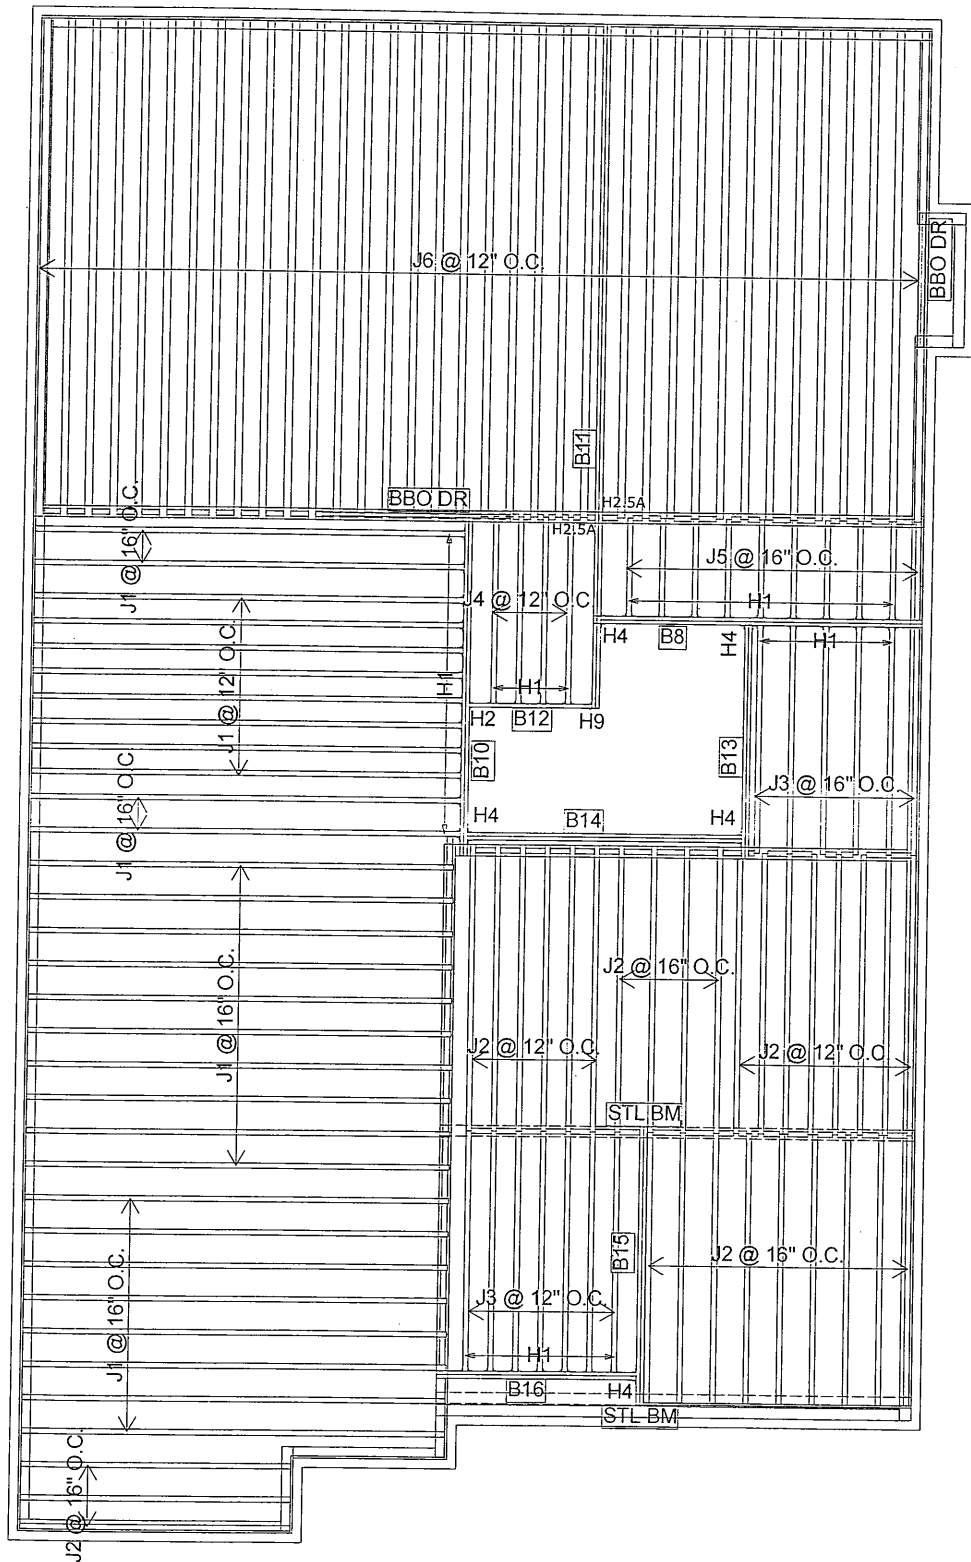 BBO DR
J6 @ 12" O.C.
B11
BBO DR
H2.5A
H2.5A
J1 @ 16" O.C.
J5 @ 16" O.C.
J4 @ 12" O.C
H1
H4
B8
H4
H1
J1 @ 12" O.C.
H1
H1
H2
B12
H9
B10
B13
J3 @ 16" O.C.
J1 @ 16" O.C
H4
B14
H4
J2 @ 16" O.C.
J1 @ 16" O.C.
J2 @ 12" O.C.
J2 @ 12" O.C.
STL BM
B15
J2 @ 16" O.C.
J3 @ 12" O.C.
J1 @ 16" O.C.
H1
B16
H4
STL BM
J2 @ 16" O.C.